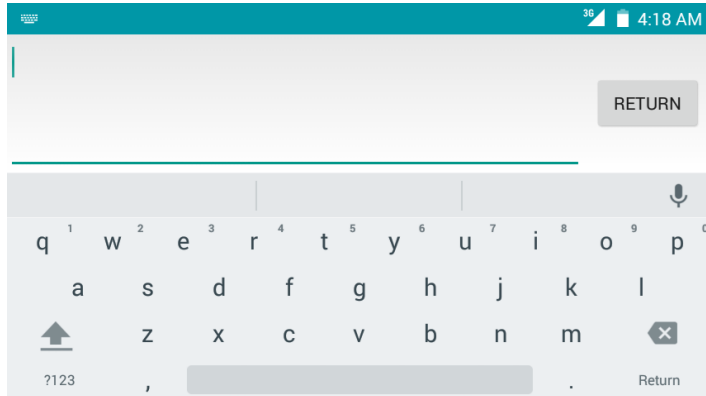 3G 4:18 AM
RETURN
1 2 3 4 5 6 7 8 9 0
q w e r t y u i o p
a s d f g h j k l
z x c v b n m
?123 , . Return